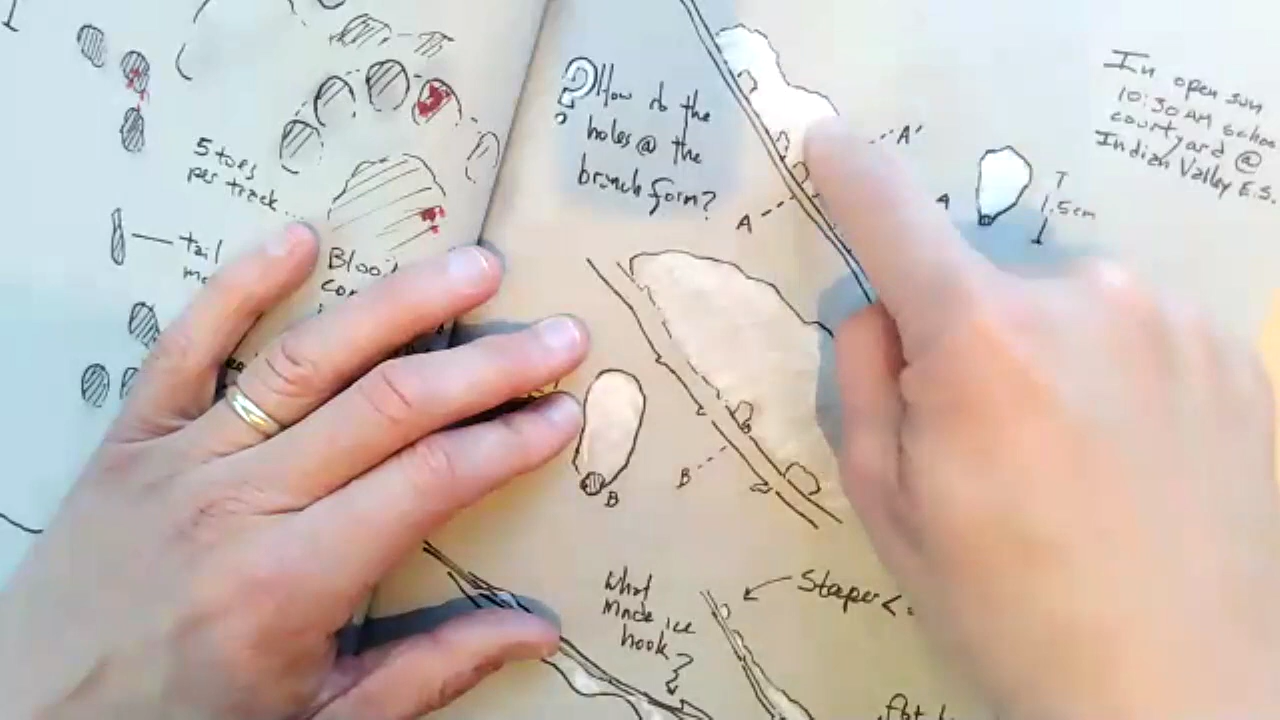 5 toes
per track...
tail
Blood
? How do the
holes @ the
branch form?
A
A'
A
1.5cm
In open sun
10:30 AM School
courtyard @
Indian Valley E.S.
B
B
What
made ice
hook